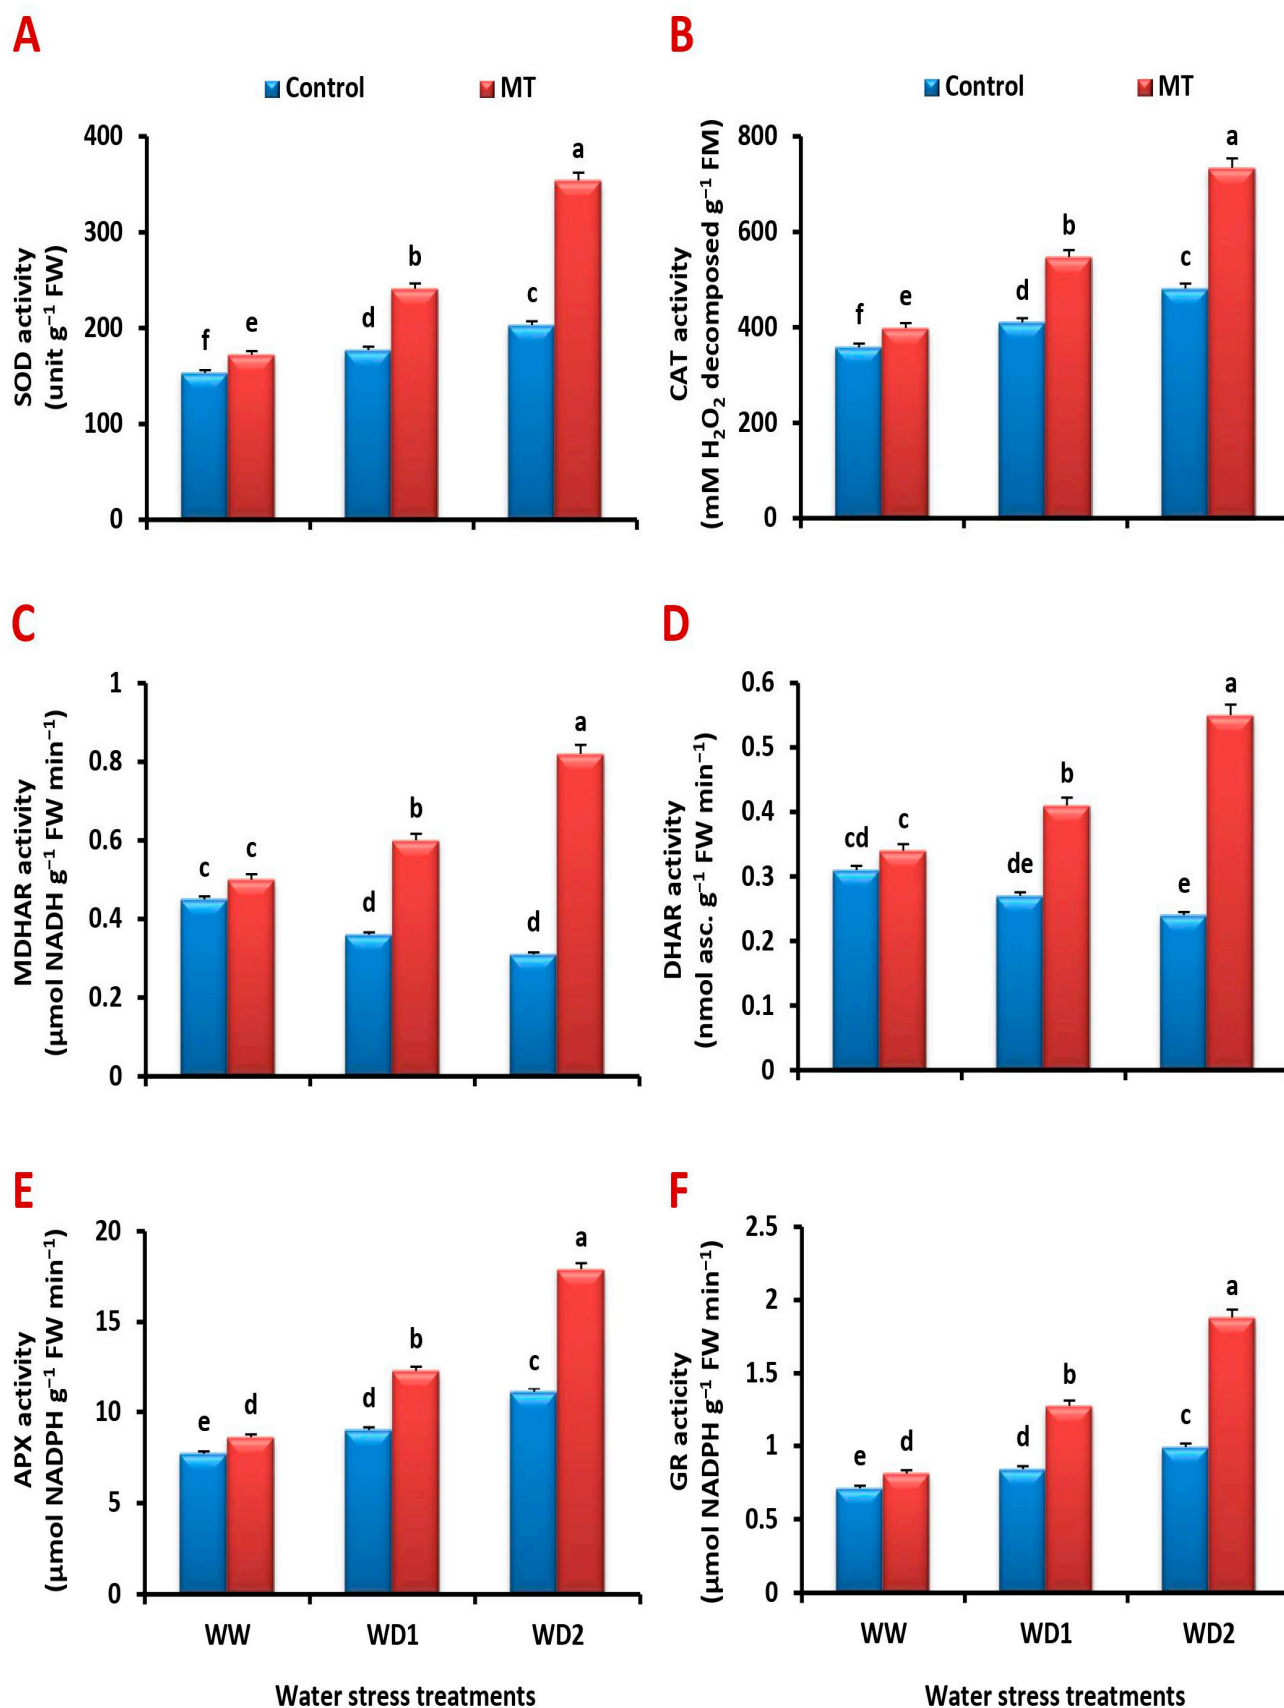 A
Control MT
SOD activity
(unit g⁻¹ FW)
400
300
200
100
0
f e d b c a
B
Control MT
CAT activity
(mM H₂O₂ decomposed g⁻¹ FM)
800
600
400
200
0
f e d b c a
C
MDHAR activity
(µmol NADH g⁻¹ FW min⁻¹)
1
0.8
0.6
0.4
0.2
0
c c d b d a
D
DHAR activity
(nmol asc. g⁻¹ FW min⁻¹)
0.6
0.5
0.4
0.3
0.2
0.1
0
cd c de b e a
E
APX activity
(µmol NADPH g⁻¹ FW min⁻¹)
20
15
10
5
0
e d d b c a
WW WD1 WD2
Water stress treatments
F
GR acticity
(µmol NADPH g⁻¹ FW min⁻¹)
2.5
2
1.5
1
0.5
0
e d d b c a
WW WD1 WD2
Water stress treatments